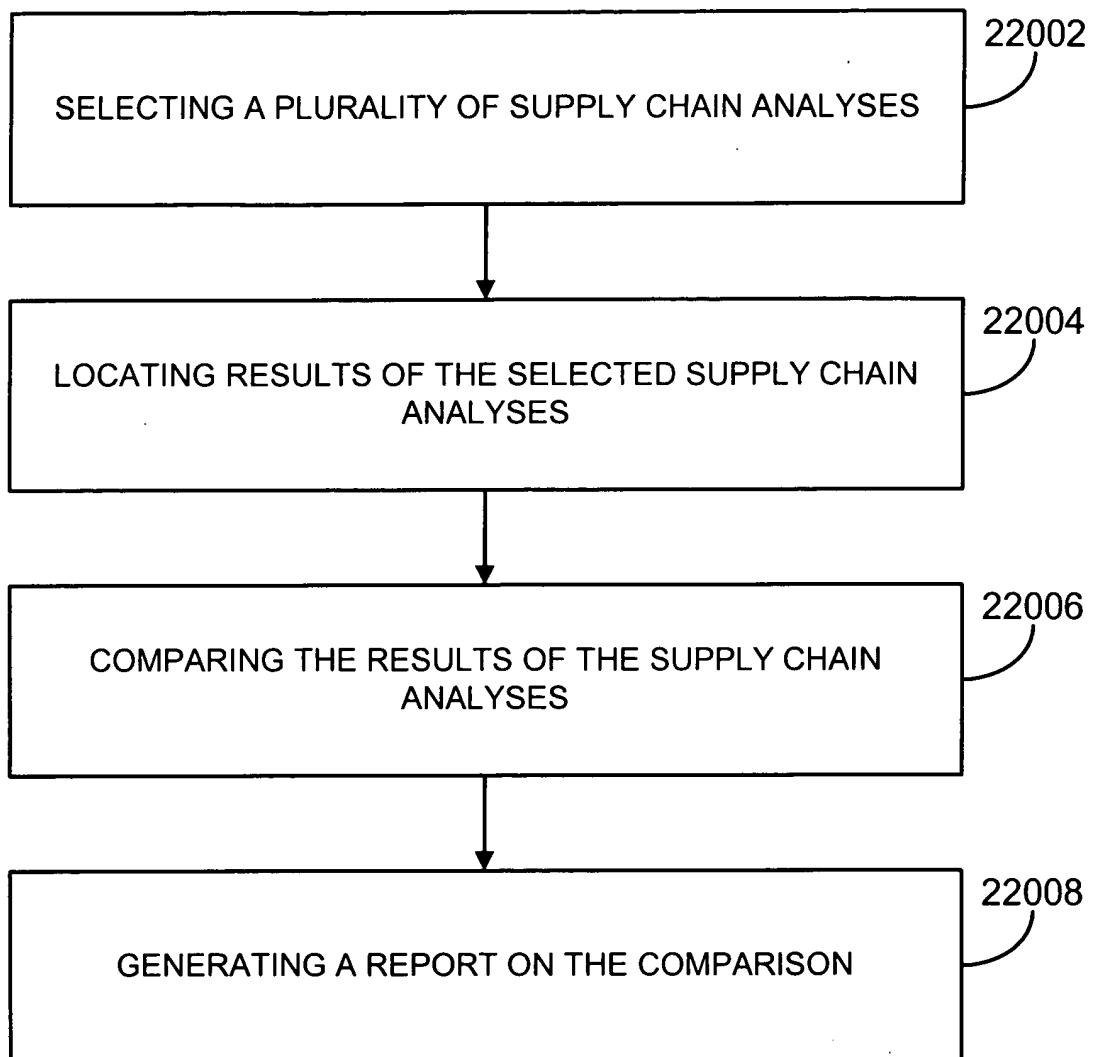 22002
SELECTING A PLURALITY OF SUPPLY CHAIN ANALYSES
22004
LOCATING RESULTS OF THE SELECTED SUPPLY CHAIN
ANALYSES
22006
COMPARING THE RESULTS OF THE SUPPLY CHAIN
ANALYSES
22008
GENERATING A REPORT ON THE COMPARISON